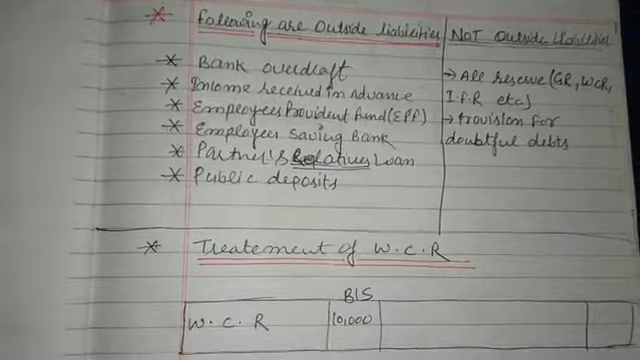 * Following are Outside liabilities
NOT Outside liabilities
* Bank overdraft
* Income received in Advance
* Employees Provident Fund (EPF)
* Employees Saving Bank
* Partner's Relatives Loan
* Public deposits
→ All reserve (GR, WCR,
I.F.R etc)
→ Provision for
doubtful debts
* Treatement of W.C.R
B/S
W.C.R 10,000